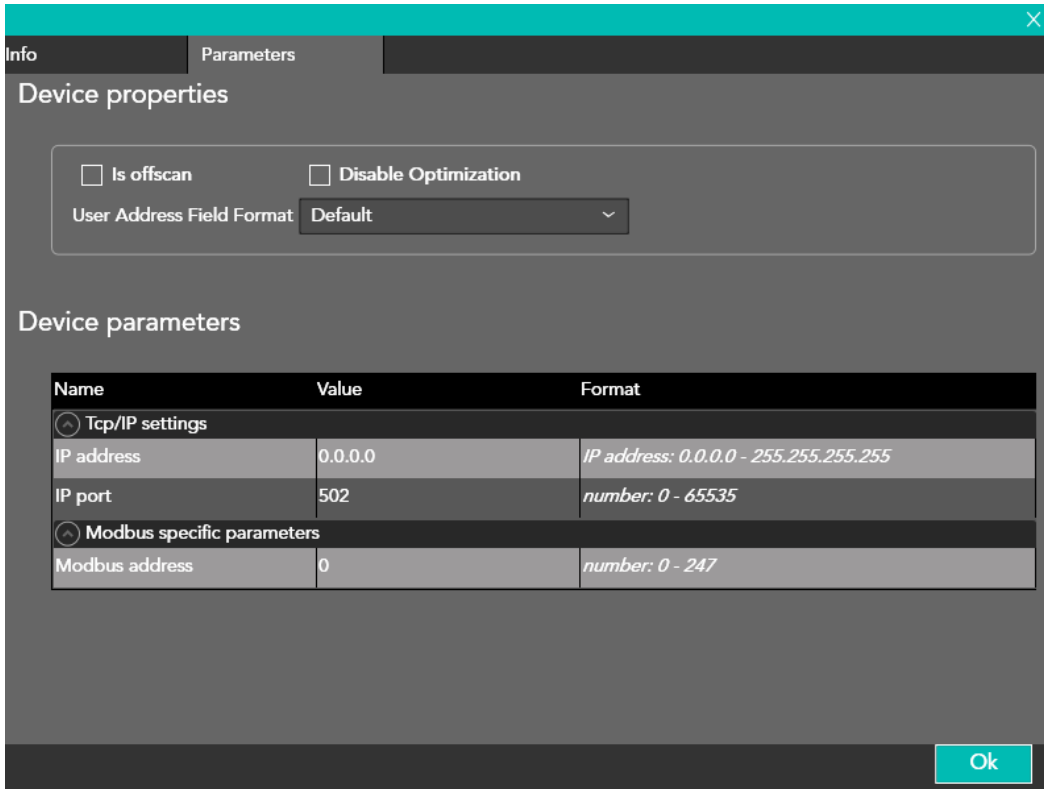 Info Parameters
Device properties
Is offscan Disable Optimization
User Address Field Format Default
Device parameters
Name Value Format
Tcp/IP settings
IP address 0.0.0.0 IP address: 0.0.0.0 - 255.255.255.255
IP port 502 number: 0 - 65535
Modbus specific parameters
Modbus address 0 number: 0 - 247
Ok